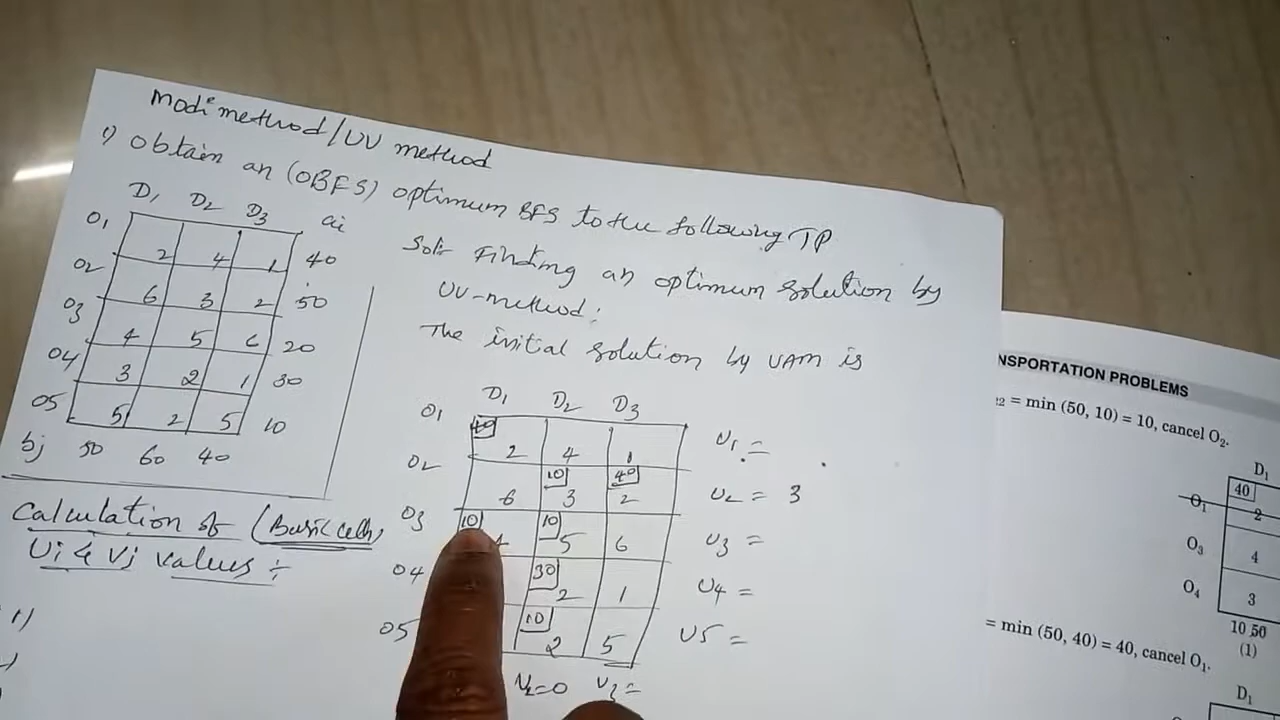 Modi method/UV method
1) Obtain an (OBFS) optimum BFS to the following TP
D1 D2 D3 ai
O1 2 4 1 40
O2 6 3 2 50
O3 4 5 6 20
O4 3 2 1 30
O5 5 2 5 10
bj 50 60 40
Calculation of (Basic cells)
Ui & Vj values :-
1)
Sol: Finding an optimum solution by
UV-method:
The initial solution by VAM is
D1 D2 D3
O1 40 2 4 1 U1 =
O2 6 10 3 40 2 U2 = 3
O3 10 10 5 6 U3 =
O4 30 2 1 U4 =
O5 10 2 5 U5 =
V2=0 V3=
NSPORTATION PROBLEMS
22 = min (50, 10) = 10, cancel O2.
D1
40
O1 2
O3 4
O4 3
10 50
(1)
= min (50, 40) = 40, cancel O1.
D1